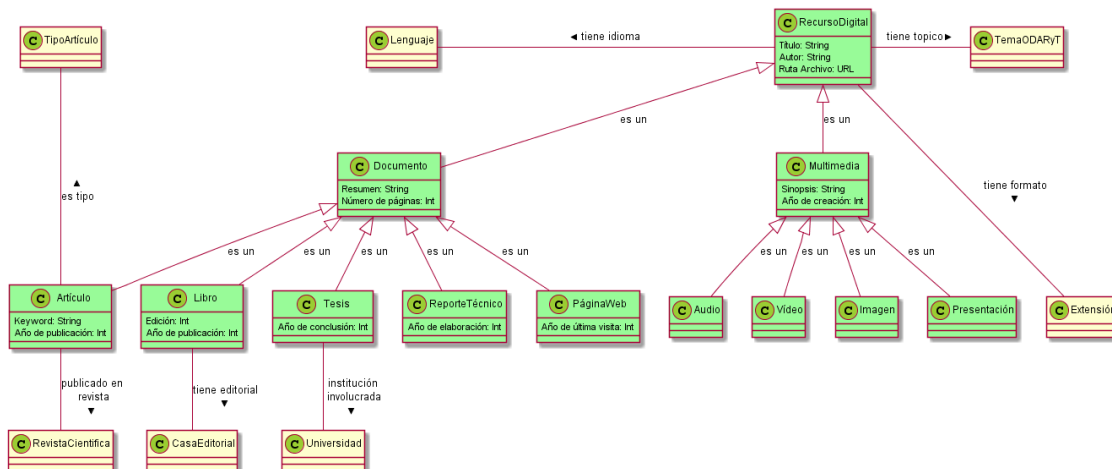 C RecursoDigital
Título: String
Autor: String
Ruta Archivo: URL
C TipoArtículo
C Lenguaje
◄ tiene idioma
tiene topico►
C TemaODARyT
es un
es un
C Documento
Resumen: String
Número de páginas: Int
C Multimedia
Sinopsis: String
Año de creación: Int
▲
es tipo
tiene formato
▼
es un
es un
es un
es un
es un
es un
es un
es un
es un
C Artículo
Keyword: String
Año de publicación: Int
C Libro
Edición: Int
Año de publicación: Int
C Tesis
Año de conclusión: Int
C ReporteTécnico
Año de elaboración: Int
C PáginaWeb
Año de última visita: Int
C Audio
C Vídeo
C Imagen
C Presentación
C Extensión
publicado en
revista
▼
tiene editorial
▼
institución
involucrada
▼
C RevistaCientifica
C CasaEditorial
C Universidad